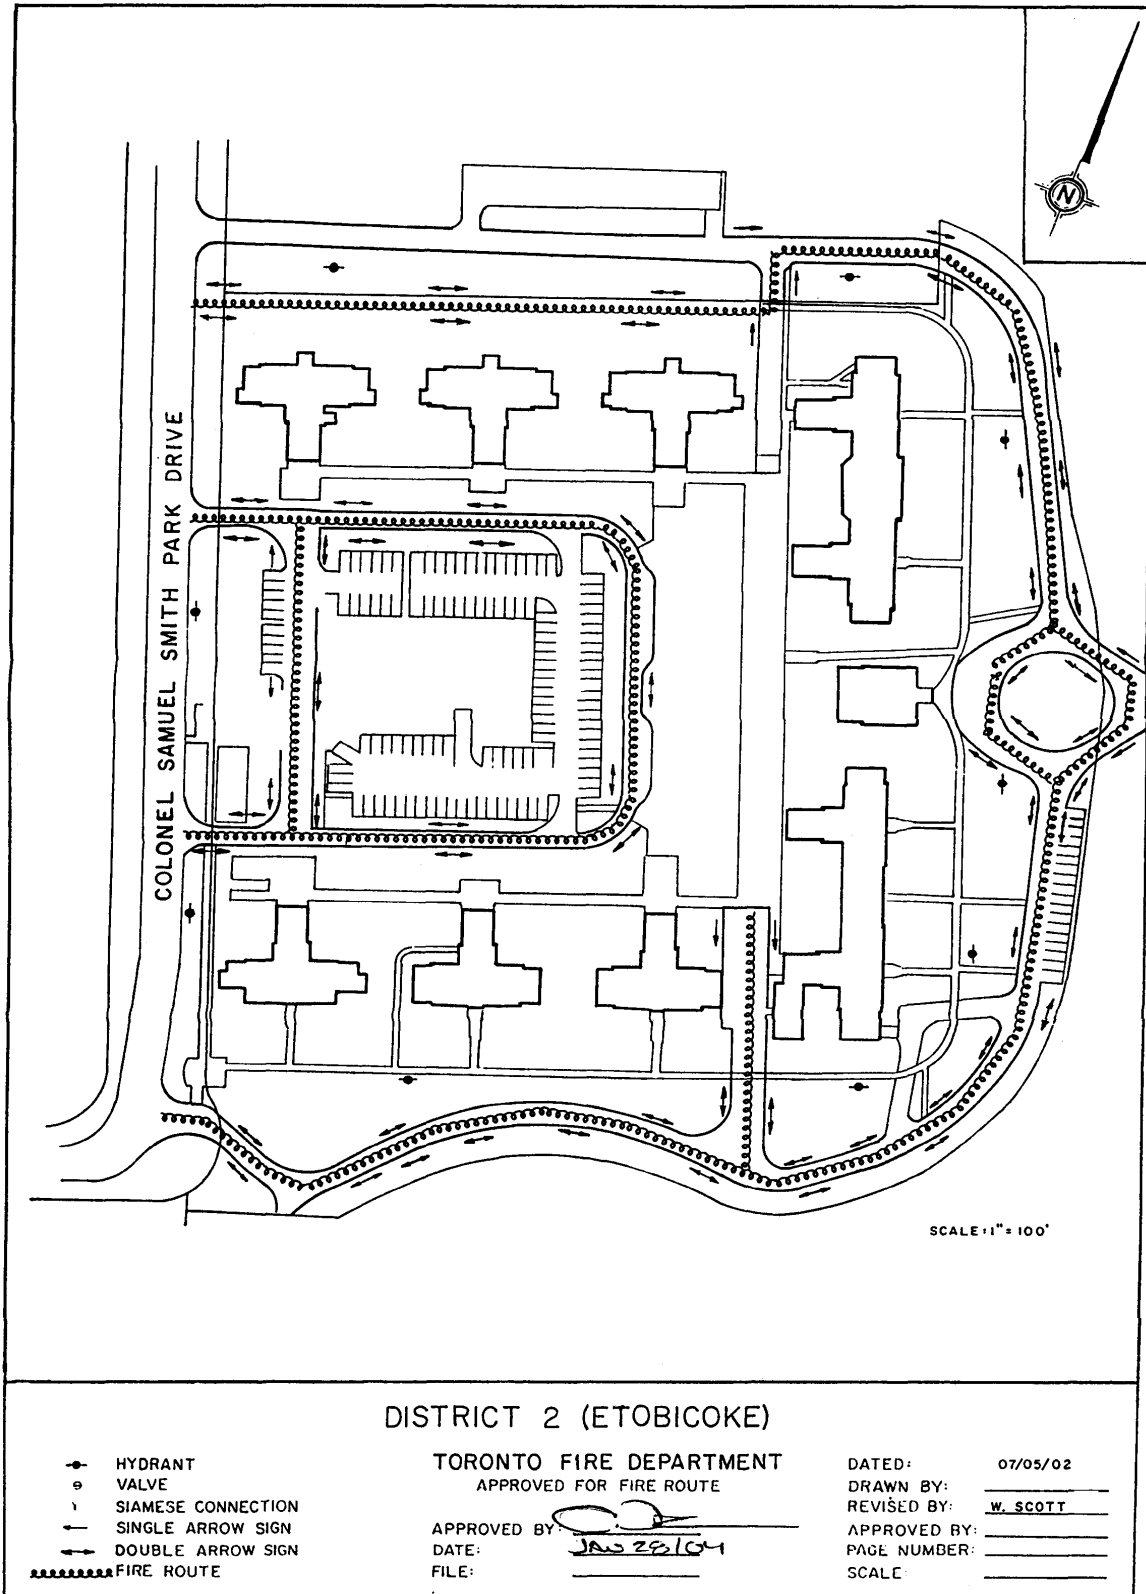 N
COLONEL SAMUEL SMITH PARK DRIVE
SCALE: 1" = 100'
DISTRICT 2 (ETOBICOKE)
HYDRANT
VALVE
SIAMESE CONNECTION
SINGLE ARROW SIGN
DOUBLE ARROW SIGN
FIRE ROUTE
TORONTO FIRE DEPARTMENT
APPROVED FOR FIRE ROUTE
APPROVED BY:
DATE: JAN 28/04
FILE:
DATED: 07/05/02
DRAWN BY:
REVISED BY: W. SCOTT
APPROVED BY:
PAGE NUMBER:
SCALE: